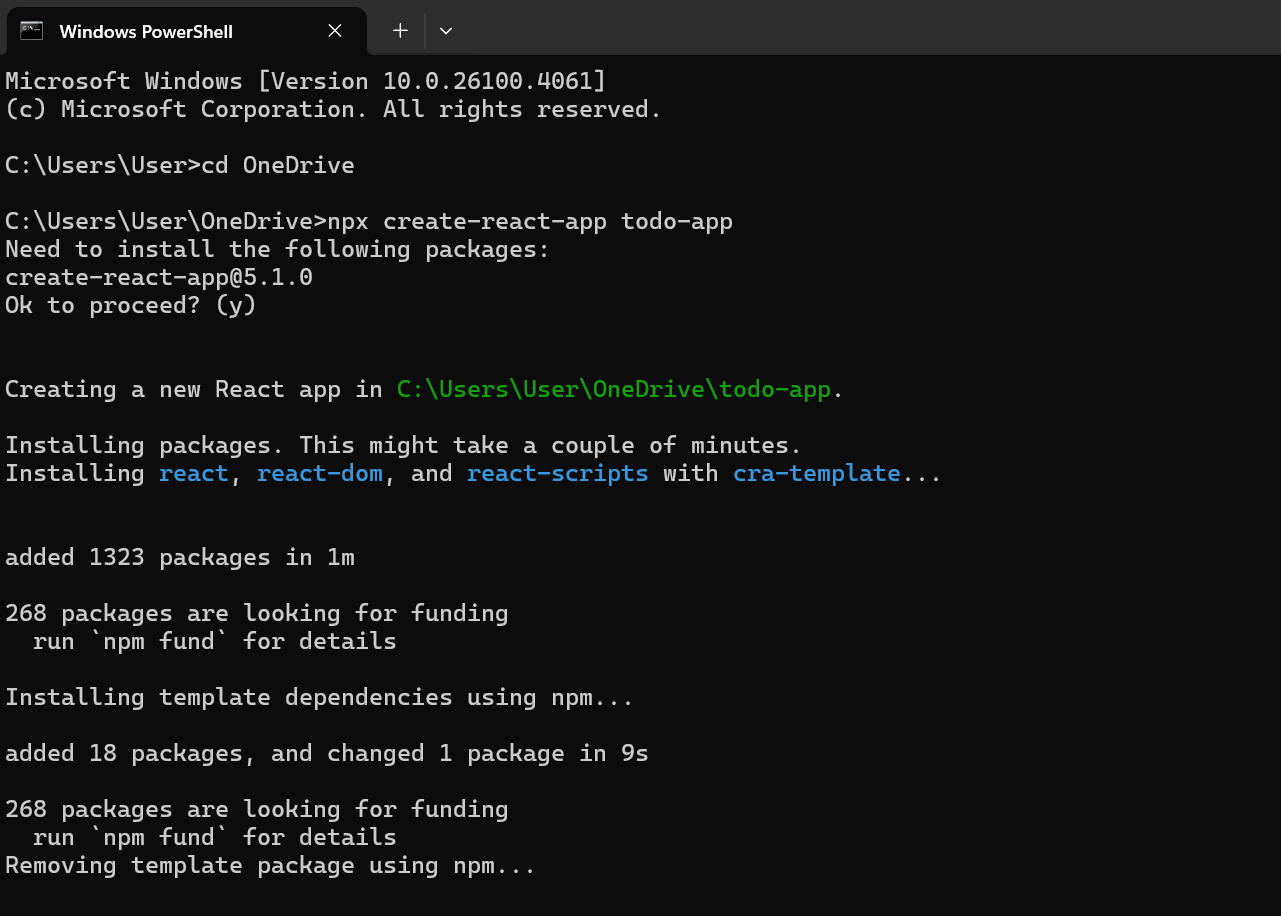 Windows PowerShell
Microsoft Windows [Version 10.0.26100.4061]
(c) Microsoft Corporation. All rights reserved.
C:\Users\User>cd OneDrive
C:\Users\User\OneDrive>npx create-react-app todo-app
Need to install the following packages:
create-react-app@5.1.0
Ok to proceed? (y)
Creating a new React app in C:\Users\User\OneDrive\todo-app.
Installing packages. This might take a couple of minutes.
Installing react, react-dom, and react-scripts with cra-template...
added 1323 packages in 1m
268 packages are looking for funding
  run `npm fund` for details
Installing template dependencies using npm...
added 18 packages, and changed 1 package in 9s
268 packages are looking for funding
  run `npm fund` for details
Removing template package using npm...